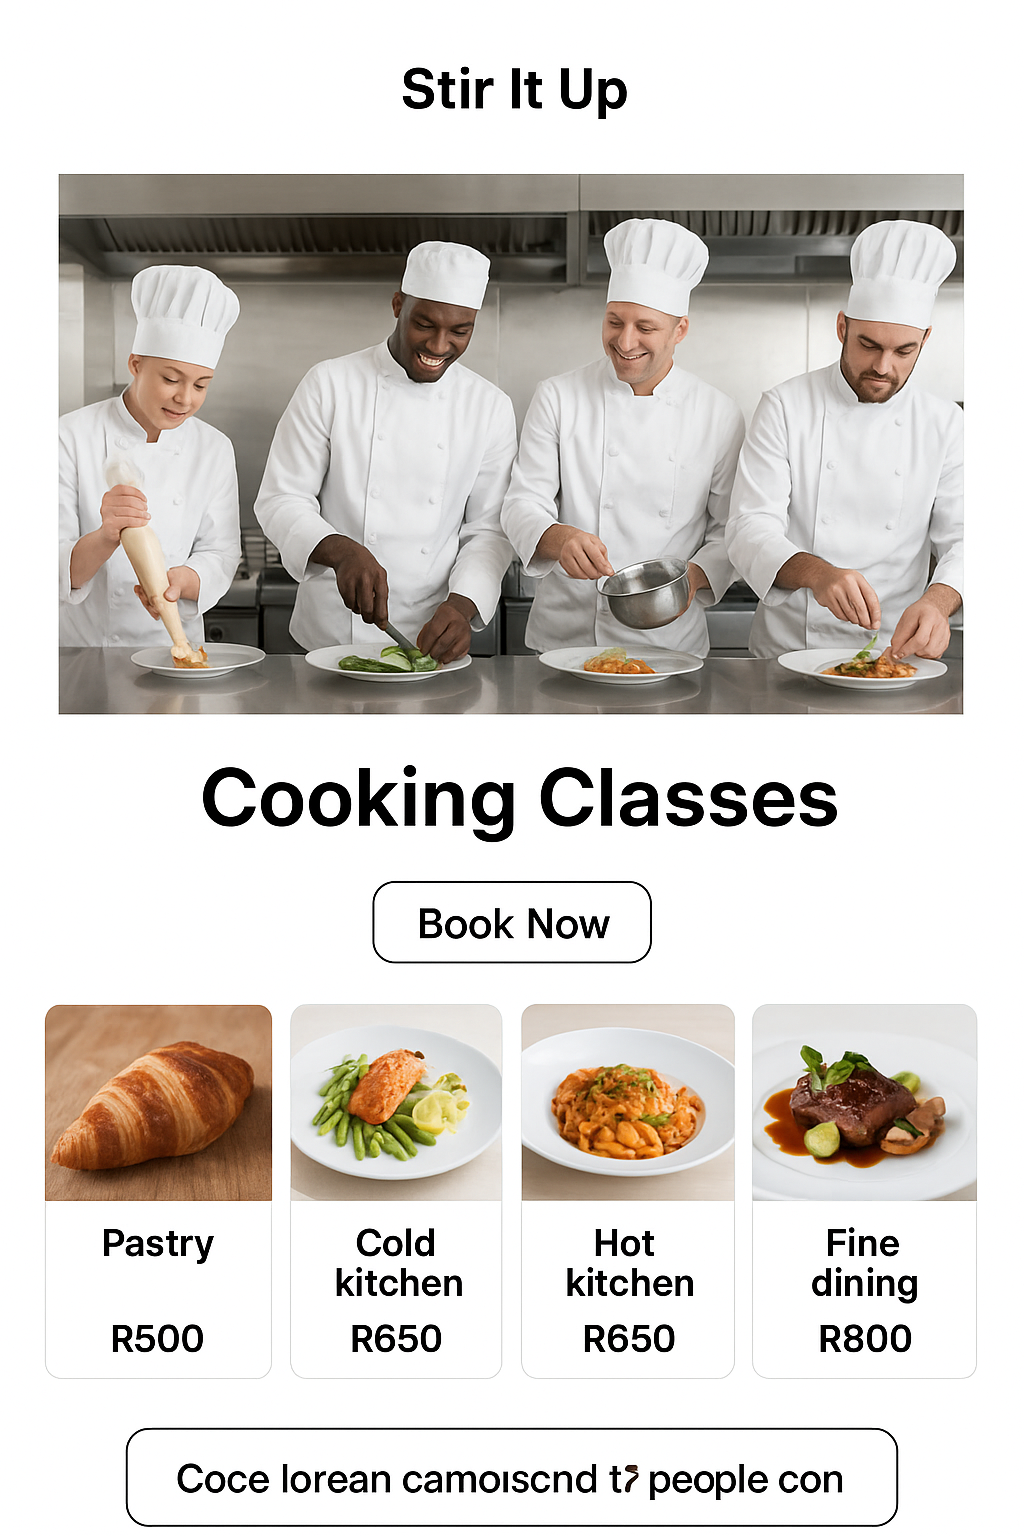 Stir It Up
Cooking Classes
Book Now
Pastry
R500
Cold
kitchen
R650
Hot
kitchen
R650
Fine
dining
R800
Coce lorean people con